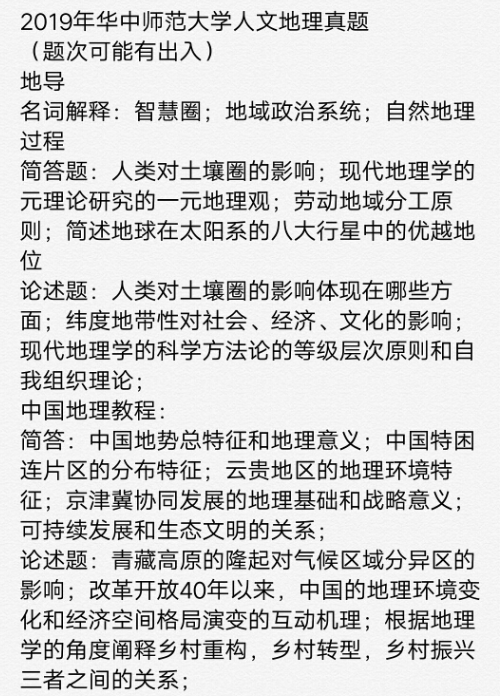 2019年华中师范大学人文地理真题
（题次可能有出入）
地导
名词解释：智慧圈；地域政治系统；自然地理
过程
简答题：人类对土壤圈的影响；现代地理学的
元理论研究的一元地理观；劳动地域分工原
则；简述地球在太阳系的八大行星中的优越地
位
论述题：人类对土壤圈的影响体现在哪些方
面；纬度地带性对社会、经济、文化的影响；
现代地理学的科学方法论的等级层次原则和自
我组织理论；
中国地理教程：
简答：中国地势总特征和地理意义；中国特困
连片区的分布特征；云贵地区的地理环境特
征；京津冀协同发展的地理基础和战略意义；
可持续发展和生态文明的关系；
论述题：青藏高原的隆起对气候区域分异区的
影响；改革开放40年以来，中国的地理环境变
化和经济空间格局演变的互动机理；根据地理
学的角度阐释乡村重构，乡村转型，乡村振兴
三者之间的关系；